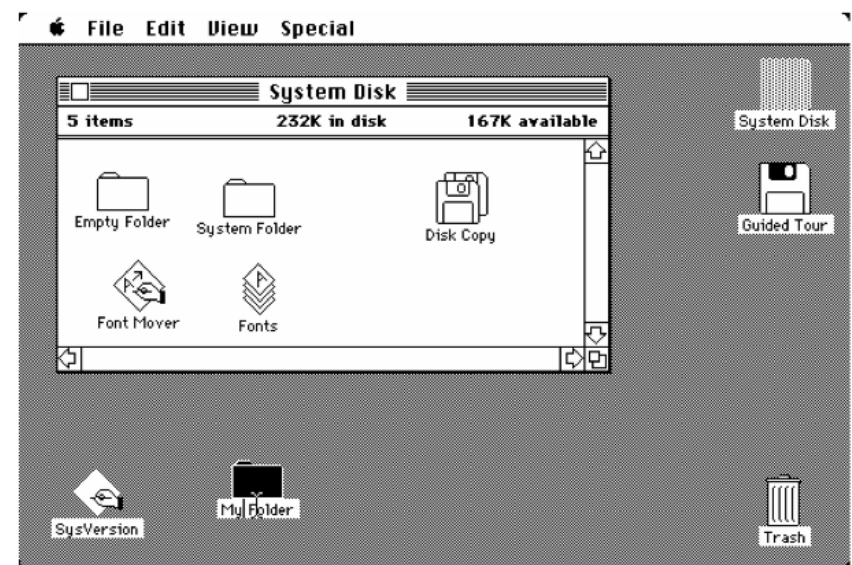 File Edit View Special
System Disk
5 items 232K in disk 167K available
Empty Folder
System Folder
Disk Copy
Font Mover
Fonts
System Disk
Guided Tour
SysVersion
My Folder
Trash